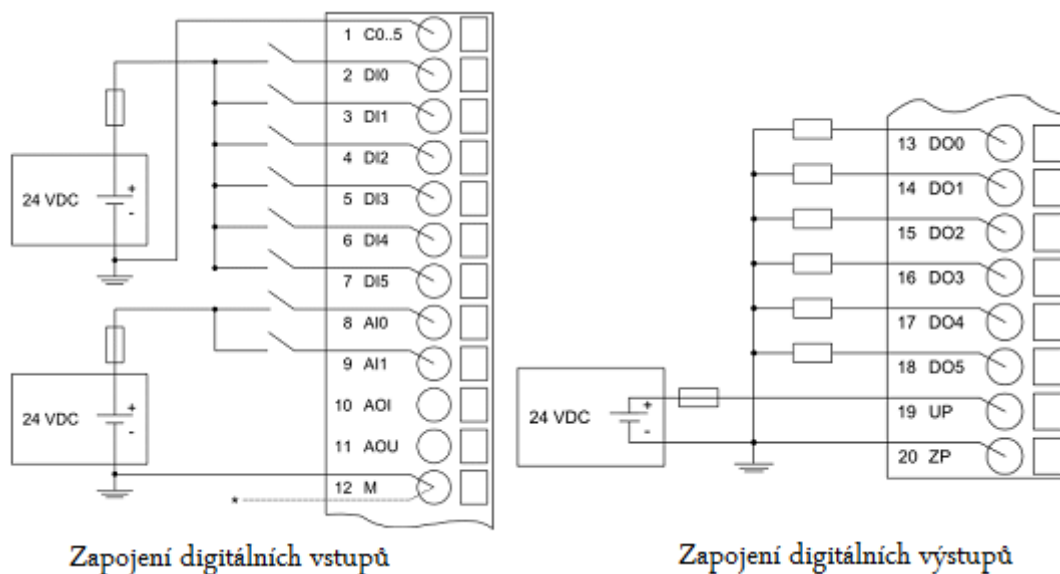 1 C0..5
2 DI0
3 DI1
4 DI2
5 DI3
6 DI4
7 DI5
8 AI0
9 AI1
10 AOI
11 AOU
12 M
24 VDC
+
-
24 VDC
+
-
*
Zapojení digitálních vstupů
13 DO0
14 DO1
15 DO2
16 DO3
17 DO4
18 DO5
19 UP
20 ZP
24 VDC
+
-
Zapojení digitálních výstupů